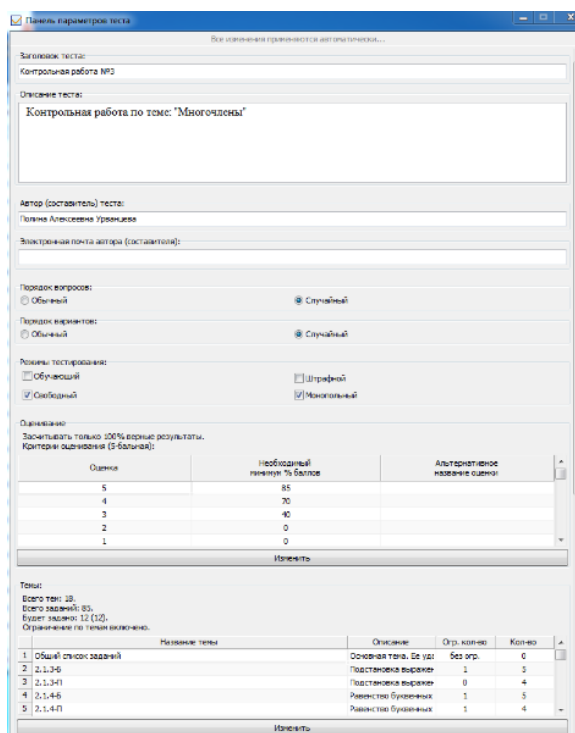 Панель параметров теста
Все изменения применяются автоматически...
Заголовок теста:
Контрольная работа №3
Описание теста:
Контрольная работа по теме: "Многочлены"
Автор (составитель) теста:
Полина Алексеевна Урванцева
Электронная почта автора (составителя):
Порядок вопросов:
Обычный Случайный
Порядок вариантов:
Обычный Случайный
Режимы тестирования:
Обучающий Штрафной
Свободный Монопольный
Оценивание
Засчитывать только 100% верные результаты.
Критерии оценивания (5-бальная):
Оценка Необходимый минимум % баллов Альтернативное название оценки
5 85
4 70
3 40
2 0
1 0
Изменить
Темы:
Всего тем: 19.
Всего заданий: 85.
Будет задано: 12 (12).
Ограничение по темам включено.
Название темы Описание Огр. кол-во Кол-во
1 Общий список заданий Основная тема. Ее уда без огр. 0
2 2.1.3-Б Подстановка выражен 1 5
3 2.1.3-П Подстановка выражен 0 4
4 2.1.4-Б Равенство буквенных 1 5
5 2.1.4-П Равенство буквенных 1 4
Изменить